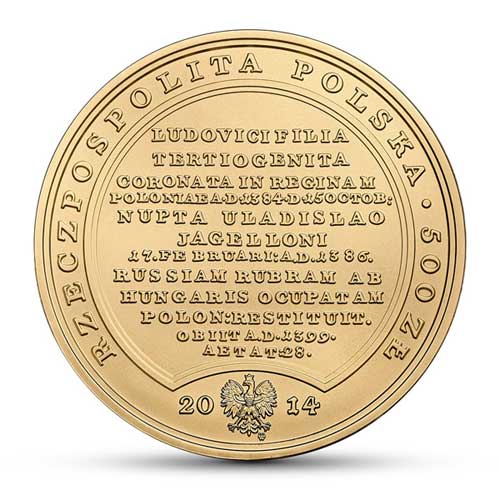 RZECZPOSPOLITA POLSKA · 500 ZŁ
LUDOVICI FILIA
TERTIOGENITA
CORONATA IN REGINAM
POLONIAE A.D.1384.D.15 OCTOB:
NUPTA ULADISLAO
JAGELLONI
17.FEBRUARI:A.D.1386.
RUSSIAM RUBRAM AB
HUNGARIS OCUPATAM
POLON:RESTITUIT.
OBIIT A.D.1399.
AETAT:28.
20 14